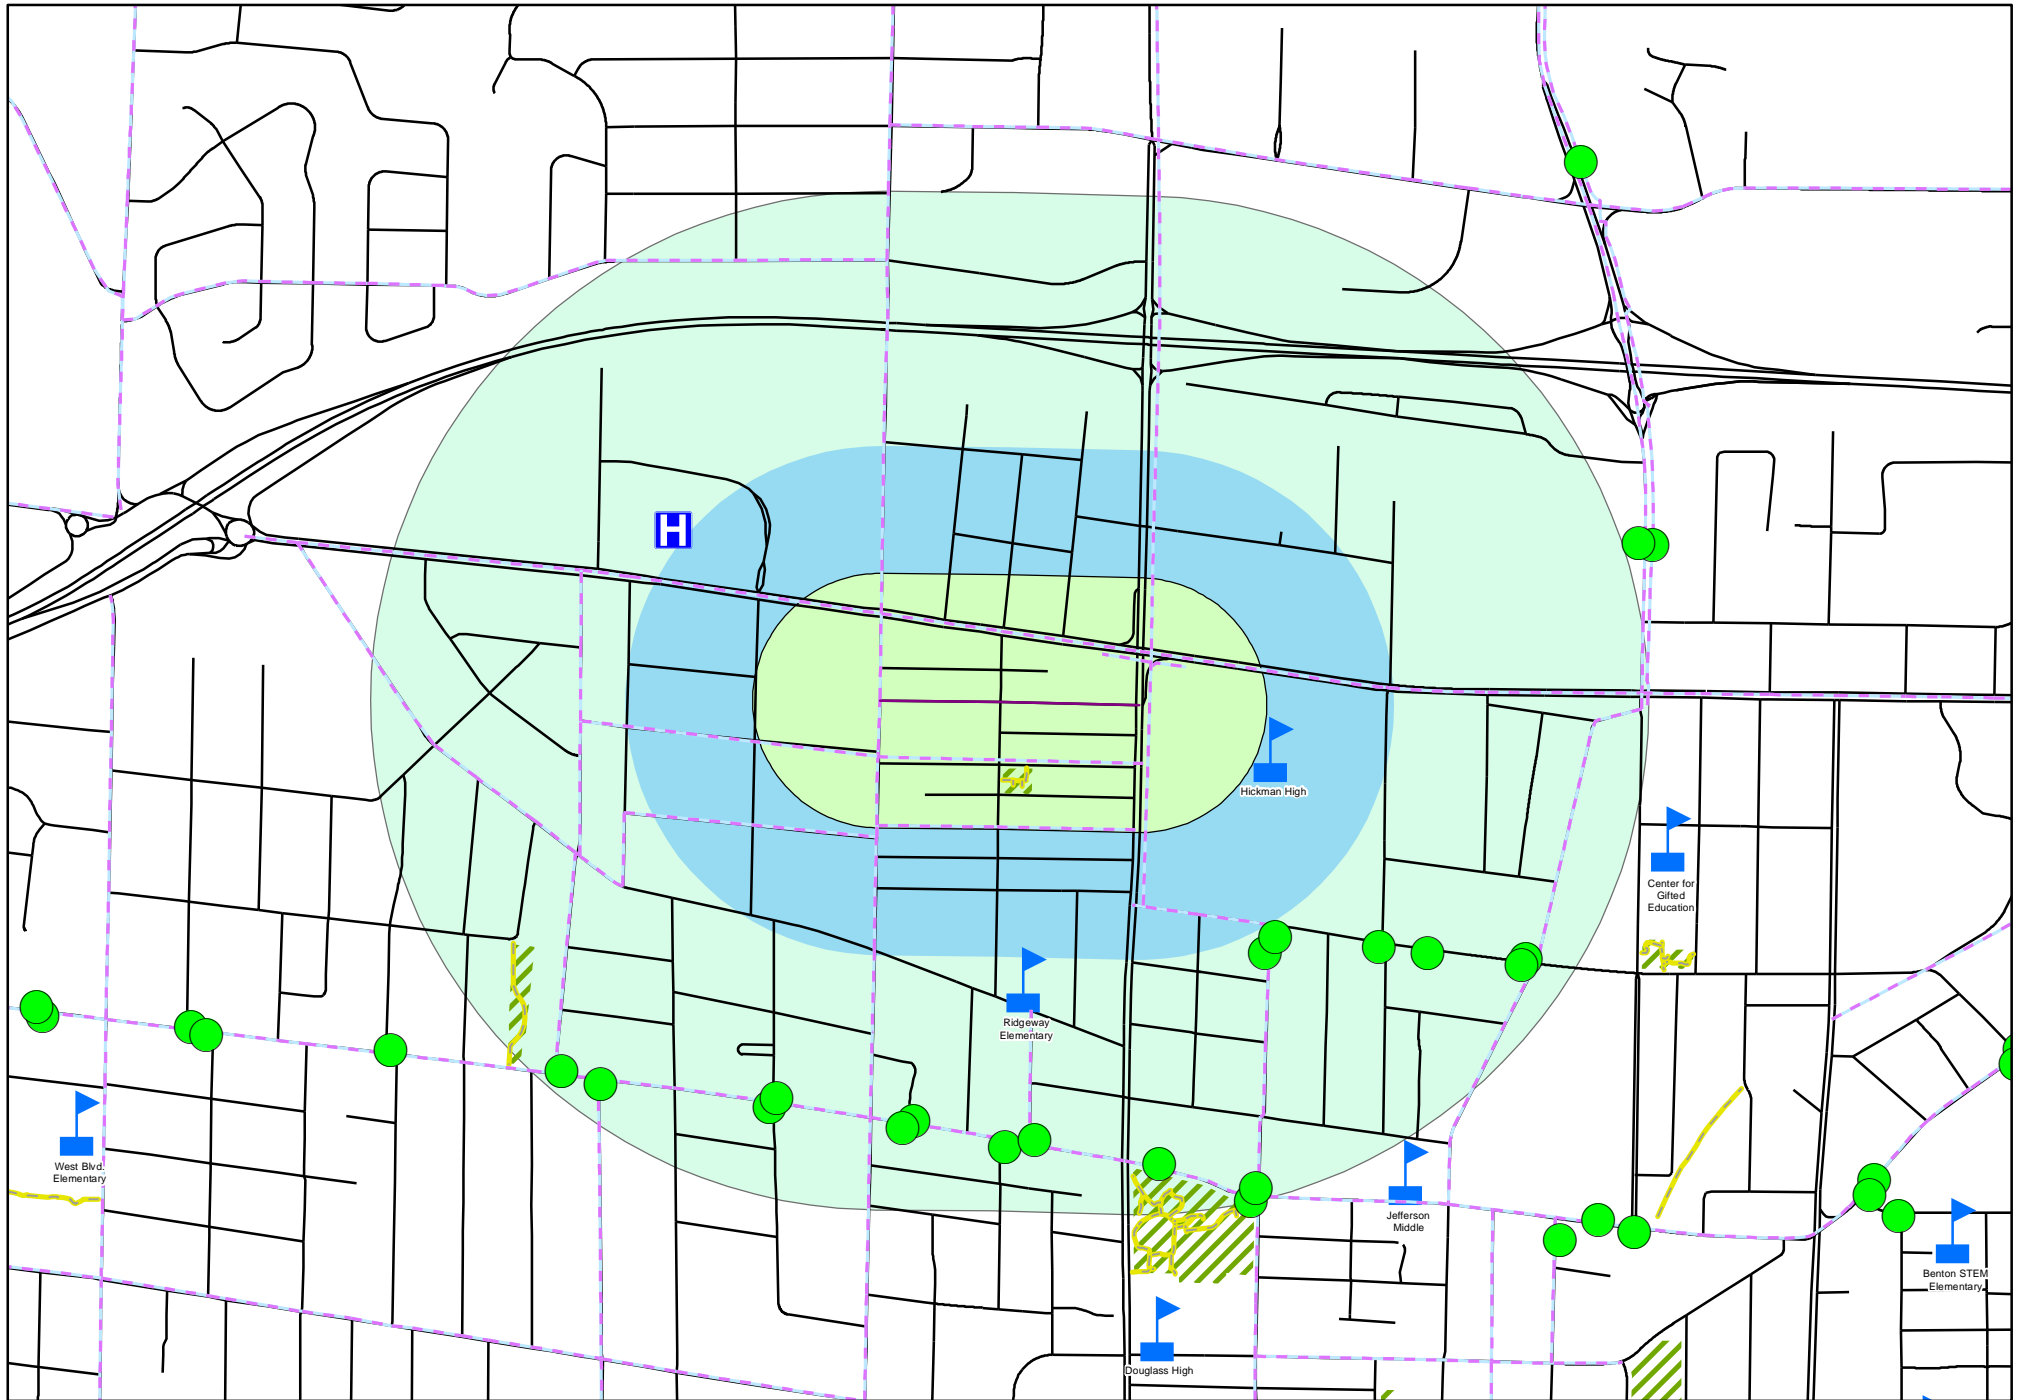 H
Hickman High
Center for
Gifted
Education
Ridgeway
Elementary
West Blvd.
Elementary
Jefferson
Middle
Benton STEM
Elementary
Douglass High